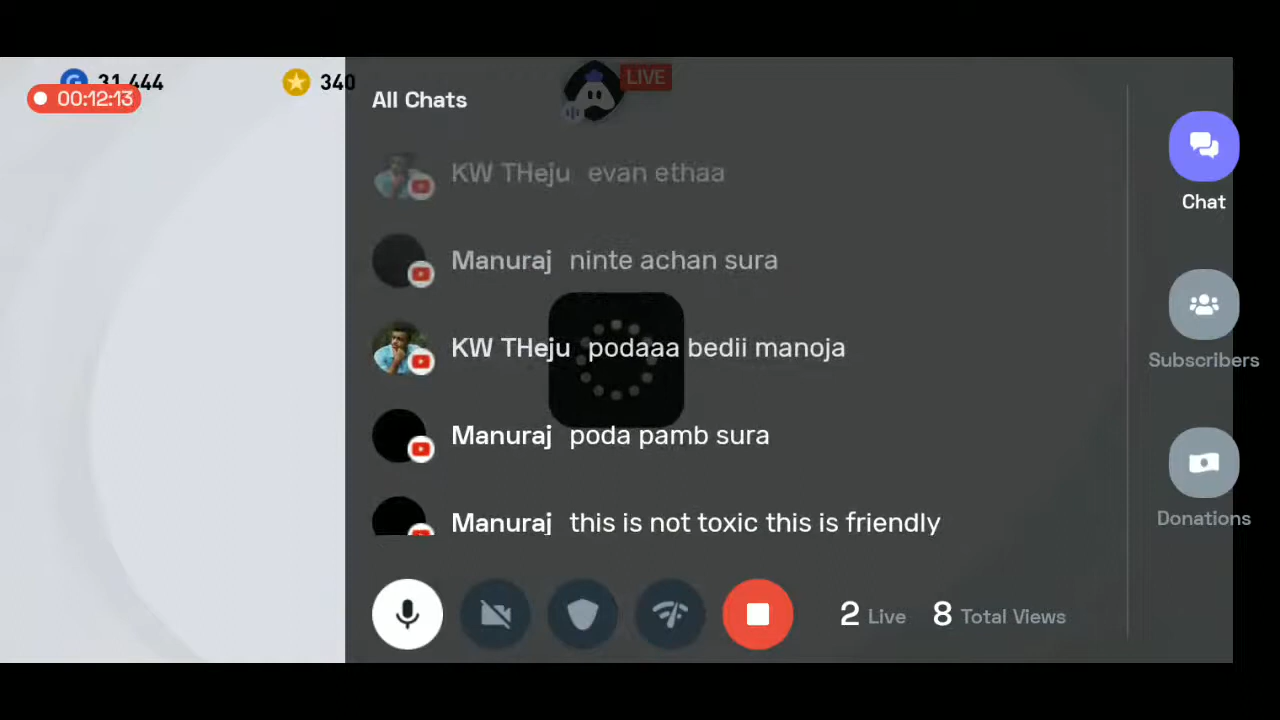 31,444
340
00:12:13
All Chats
LIVE
KW THeju evan ethaa
Manuraj ninte achan sura
KW THeju podaaa bedii manoja
Manuraj poda pamb sura
Manuraj this is not toxic this is friendly
2 Live 8 Total Views
Chat
Subscribers
Donations